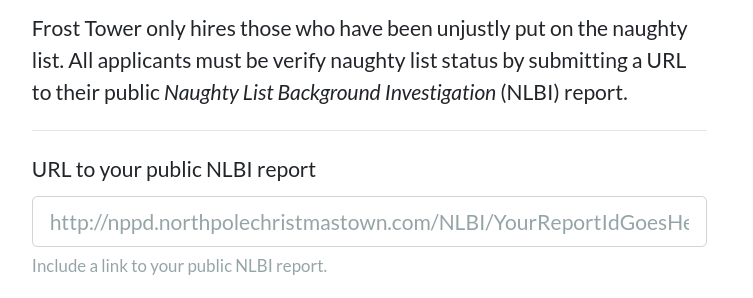 Frost Tower only hires those who have been unjustly put on the naughty
list. All applicants must be verify naughty list status by submitting a URL
to their public Naughty List Background Investigation (NLBI) report.
URL to your public NLBI report
http://nppd.northpolechristmastown.com/NLBI/YourReportIdGoesHe
Include a link to your public NLBI report.